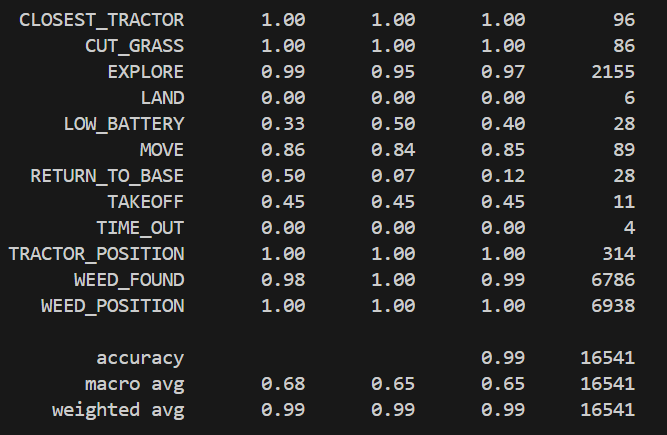 CLOSEST_TRACTOR 1.00 1.00 1.00 96
CUT_GRASS 1.00 1.00 1.00 86
EXPLORE 0.99 0.95 0.97 2155
LAND 0.00 0.00 0.00 6
LOW_BATTERY 0.33 0.50 0.40 28
MOVE 0.86 0.84 0.85 89
RETURN_TO_BASE 0.50 0.07 0.12 28
TAKEOFF 0.45 0.45 0.45 11
TIME_OUT 0.00 0.00 0.00 4
TRACTOR_POSITION 1.00 1.00 1.00 314
WEED_FOUND 0.98 1.00 0.99 6786
WEED_POSITION 1.00 1.00 1.00 6938
accuracy 0.99 16541
macro avg 0.68 0.65 0.65 16541
weighted avg 0.99 0.99 0.99 16541